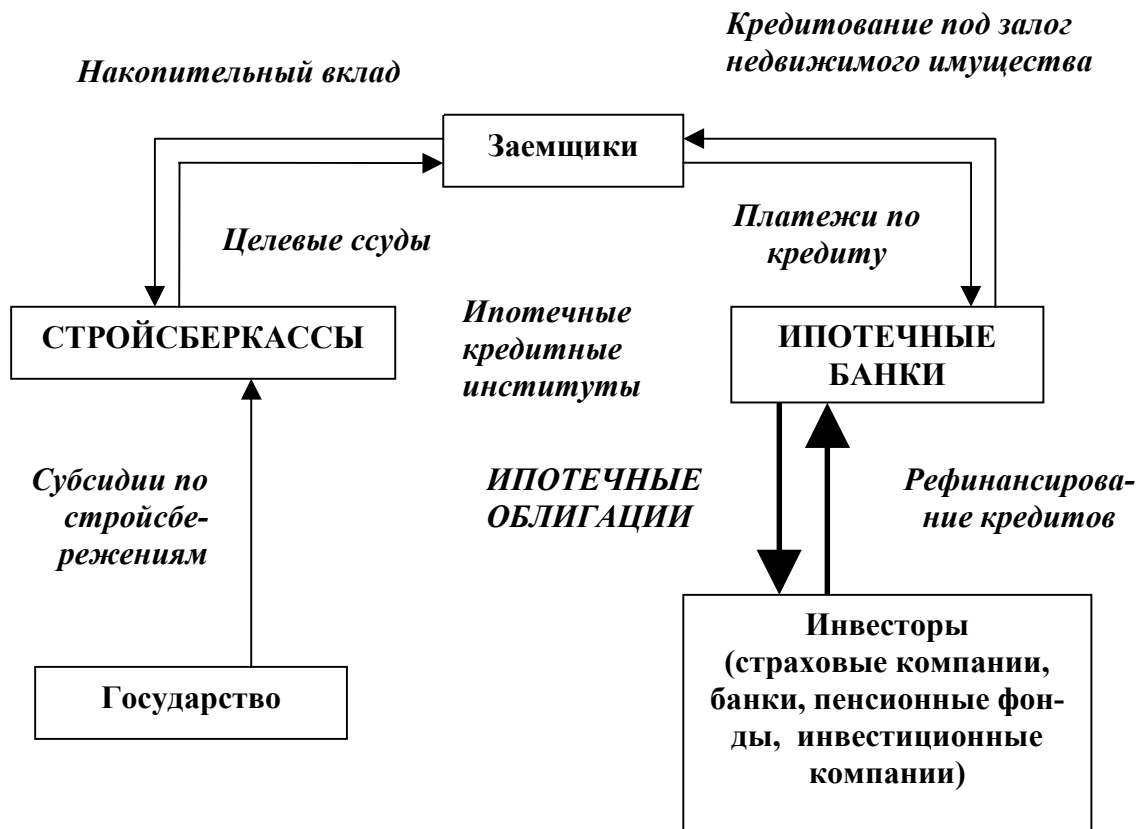 Кредитование под залог
недвижимого имущества
Накопительный вклад
Заемщики
Целевые ссуды
Платежи по
кредиту
СТРОЙСБЕРКАССЫ
Ипотечные
кредитные
институты
ИПОТЕЧНЫЕ
БАНКИ
Субсидии по
стройсбе-
режениям
ИПОТЕЧНЫЕ
ОБЛИГАЦИИ
Рефинансирова-
ние кредитов
Государство
Инвесторы
(страховые компании,
банки, пенсионные фон-
ды, инвестиционные
компании)